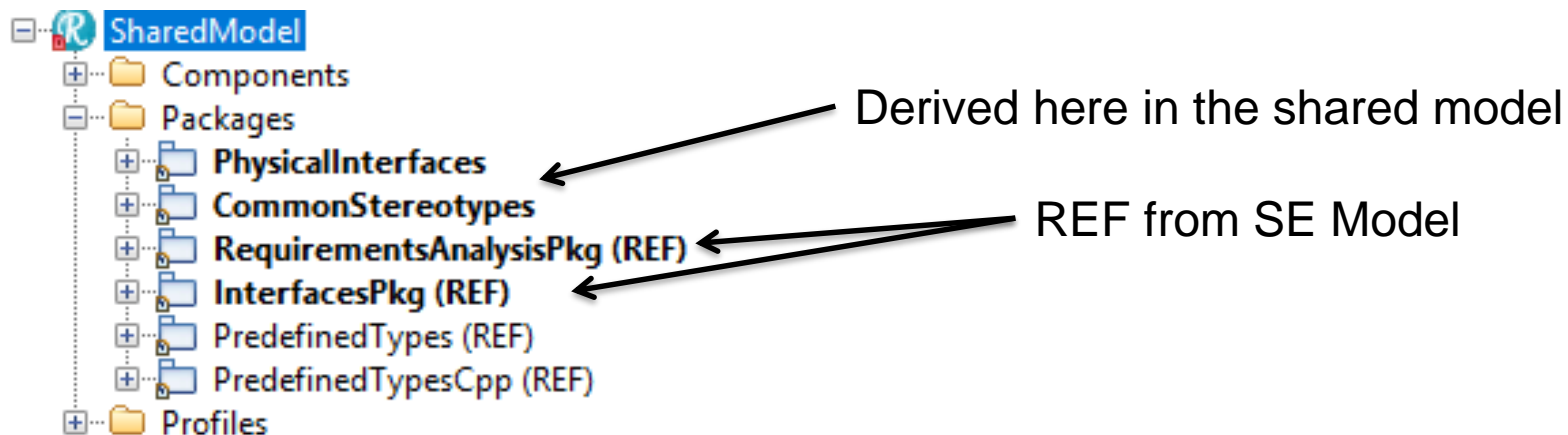 SharedModel
Components
Packages
Derived here in the shared model
PhysicalInterfaces
CommonStereotypes
REF from SE Model
RequirementsAnalysisPkg (REF)
InterfacesPkg (REF)
PredefinedTypes (REF)
PredefinedTypesCpp (REF)
Profiles